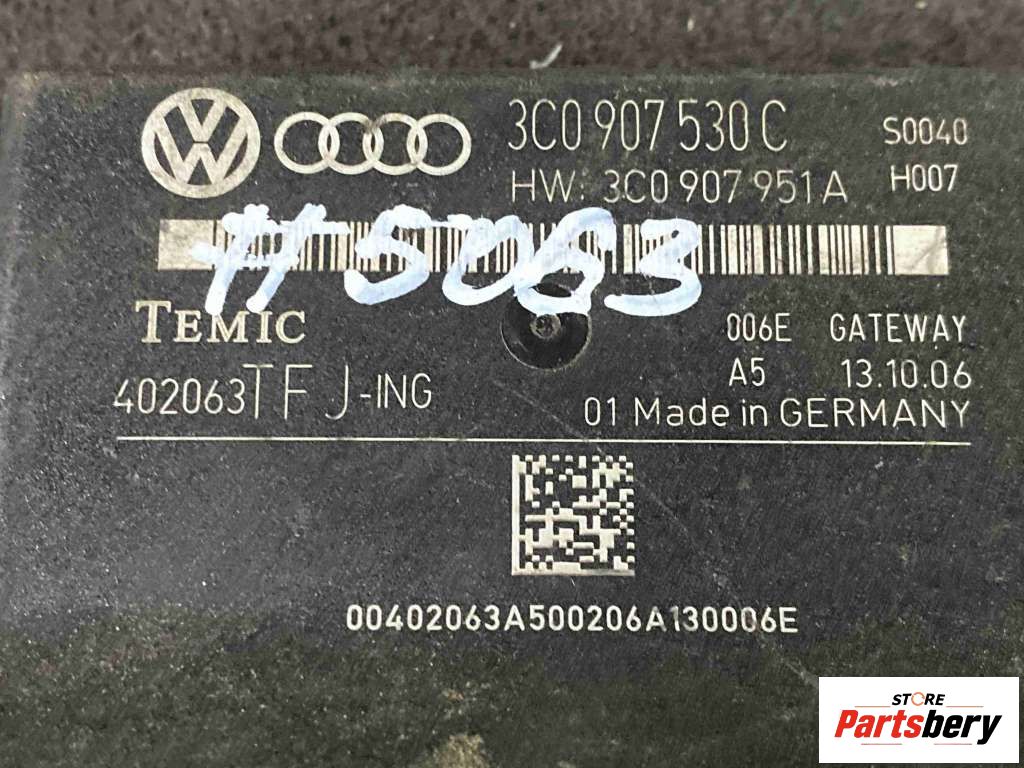 3C0 907 530 C S0040
HW: 3C0 907 951 A H007
#5063
TEMIC 006E GATEWAY
A5 13.10.06
402063TF J-ING
01 Made in GERMANY
00402063A500206A130006E
STORE
Partsbery